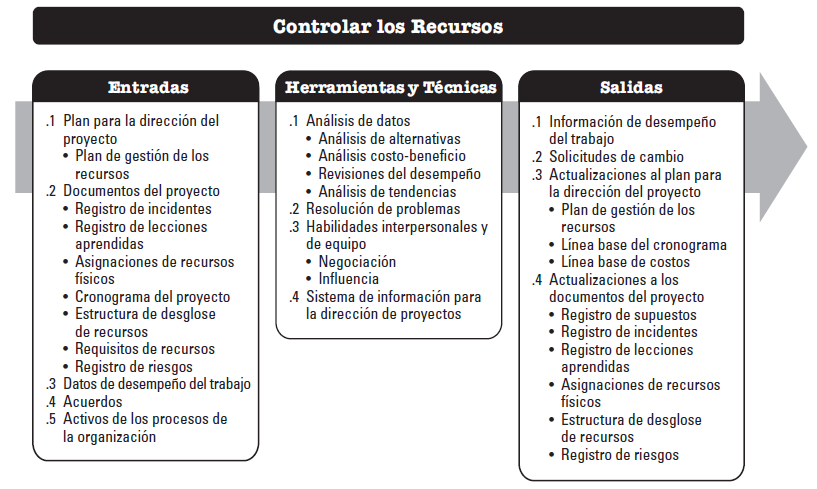 Controlar los Recursos
Entradas
.1 Plan para la dirección del
proyecto
• Plan de gestión de los
recursos
.2 Documentos del proyecto
• Registro de incidentes
• Registro de lecciones
aprendidas
• Asignaciones de recursos
físicos
• Cronograma del proyecto
• Estructura de desglose
de recursos
• Requisitos de recursos
• Registro de riesgos
.3 Datos de desempeño del trabajo
.4 Acuerdos
.5 Activos de los procesos de
la organización
Herramientas y Técnicas
.1 Análisis de datos
• Análisis de alternativas
• Análisis costo-beneficio
• Revisiones del desempeño
• Análisis de tendencias
.2 Resolución de problemas
.3 Habilidades interpersonales y
de equipo
• Negociación
• Influencia
.4 Sistema de información para
la dirección de proyectos
Salidas
.1 Información de desempeño
del trabajo
.2 Solicitudes de cambio
.3 Actualizaciones al plan para
la dirección del proyecto
• Plan de gestión de los
recursos
• Línea base del cronograma
• Línea base de costos
.4 Actualizaciones a los
documentos del proyecto
• Registro de supuestos
• Registro de incidentes
• Registro de lecciones
aprendidas
• Asignaciones de recursos
físicos
• Estructura de desglose
de recursos
• Registro de riesgos